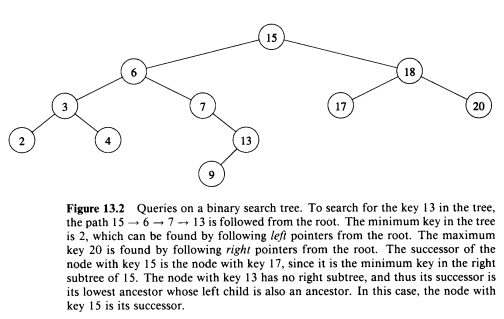 15
6
18
3
7
17
20
2
4
13
9
Figure 13.2 Queries on a binary search tree. To search for the key 13 in the tree,
the path 15 → 6 → 7 → 13 is followed from the root. The minimum key in the tree
is 2, which can be found by following left pointers from the root. The maximum
key 20 is found by following right pointers from the root. The successor of the
node with key 15 is the node with key 17, since it is the minimum key in the right
subtree of 15. The node with key 13 has no right subtree, and thus its successor is
its lowest ancestor whose left child is also an ancestor. In this case, the node with
key 15 is its successor.